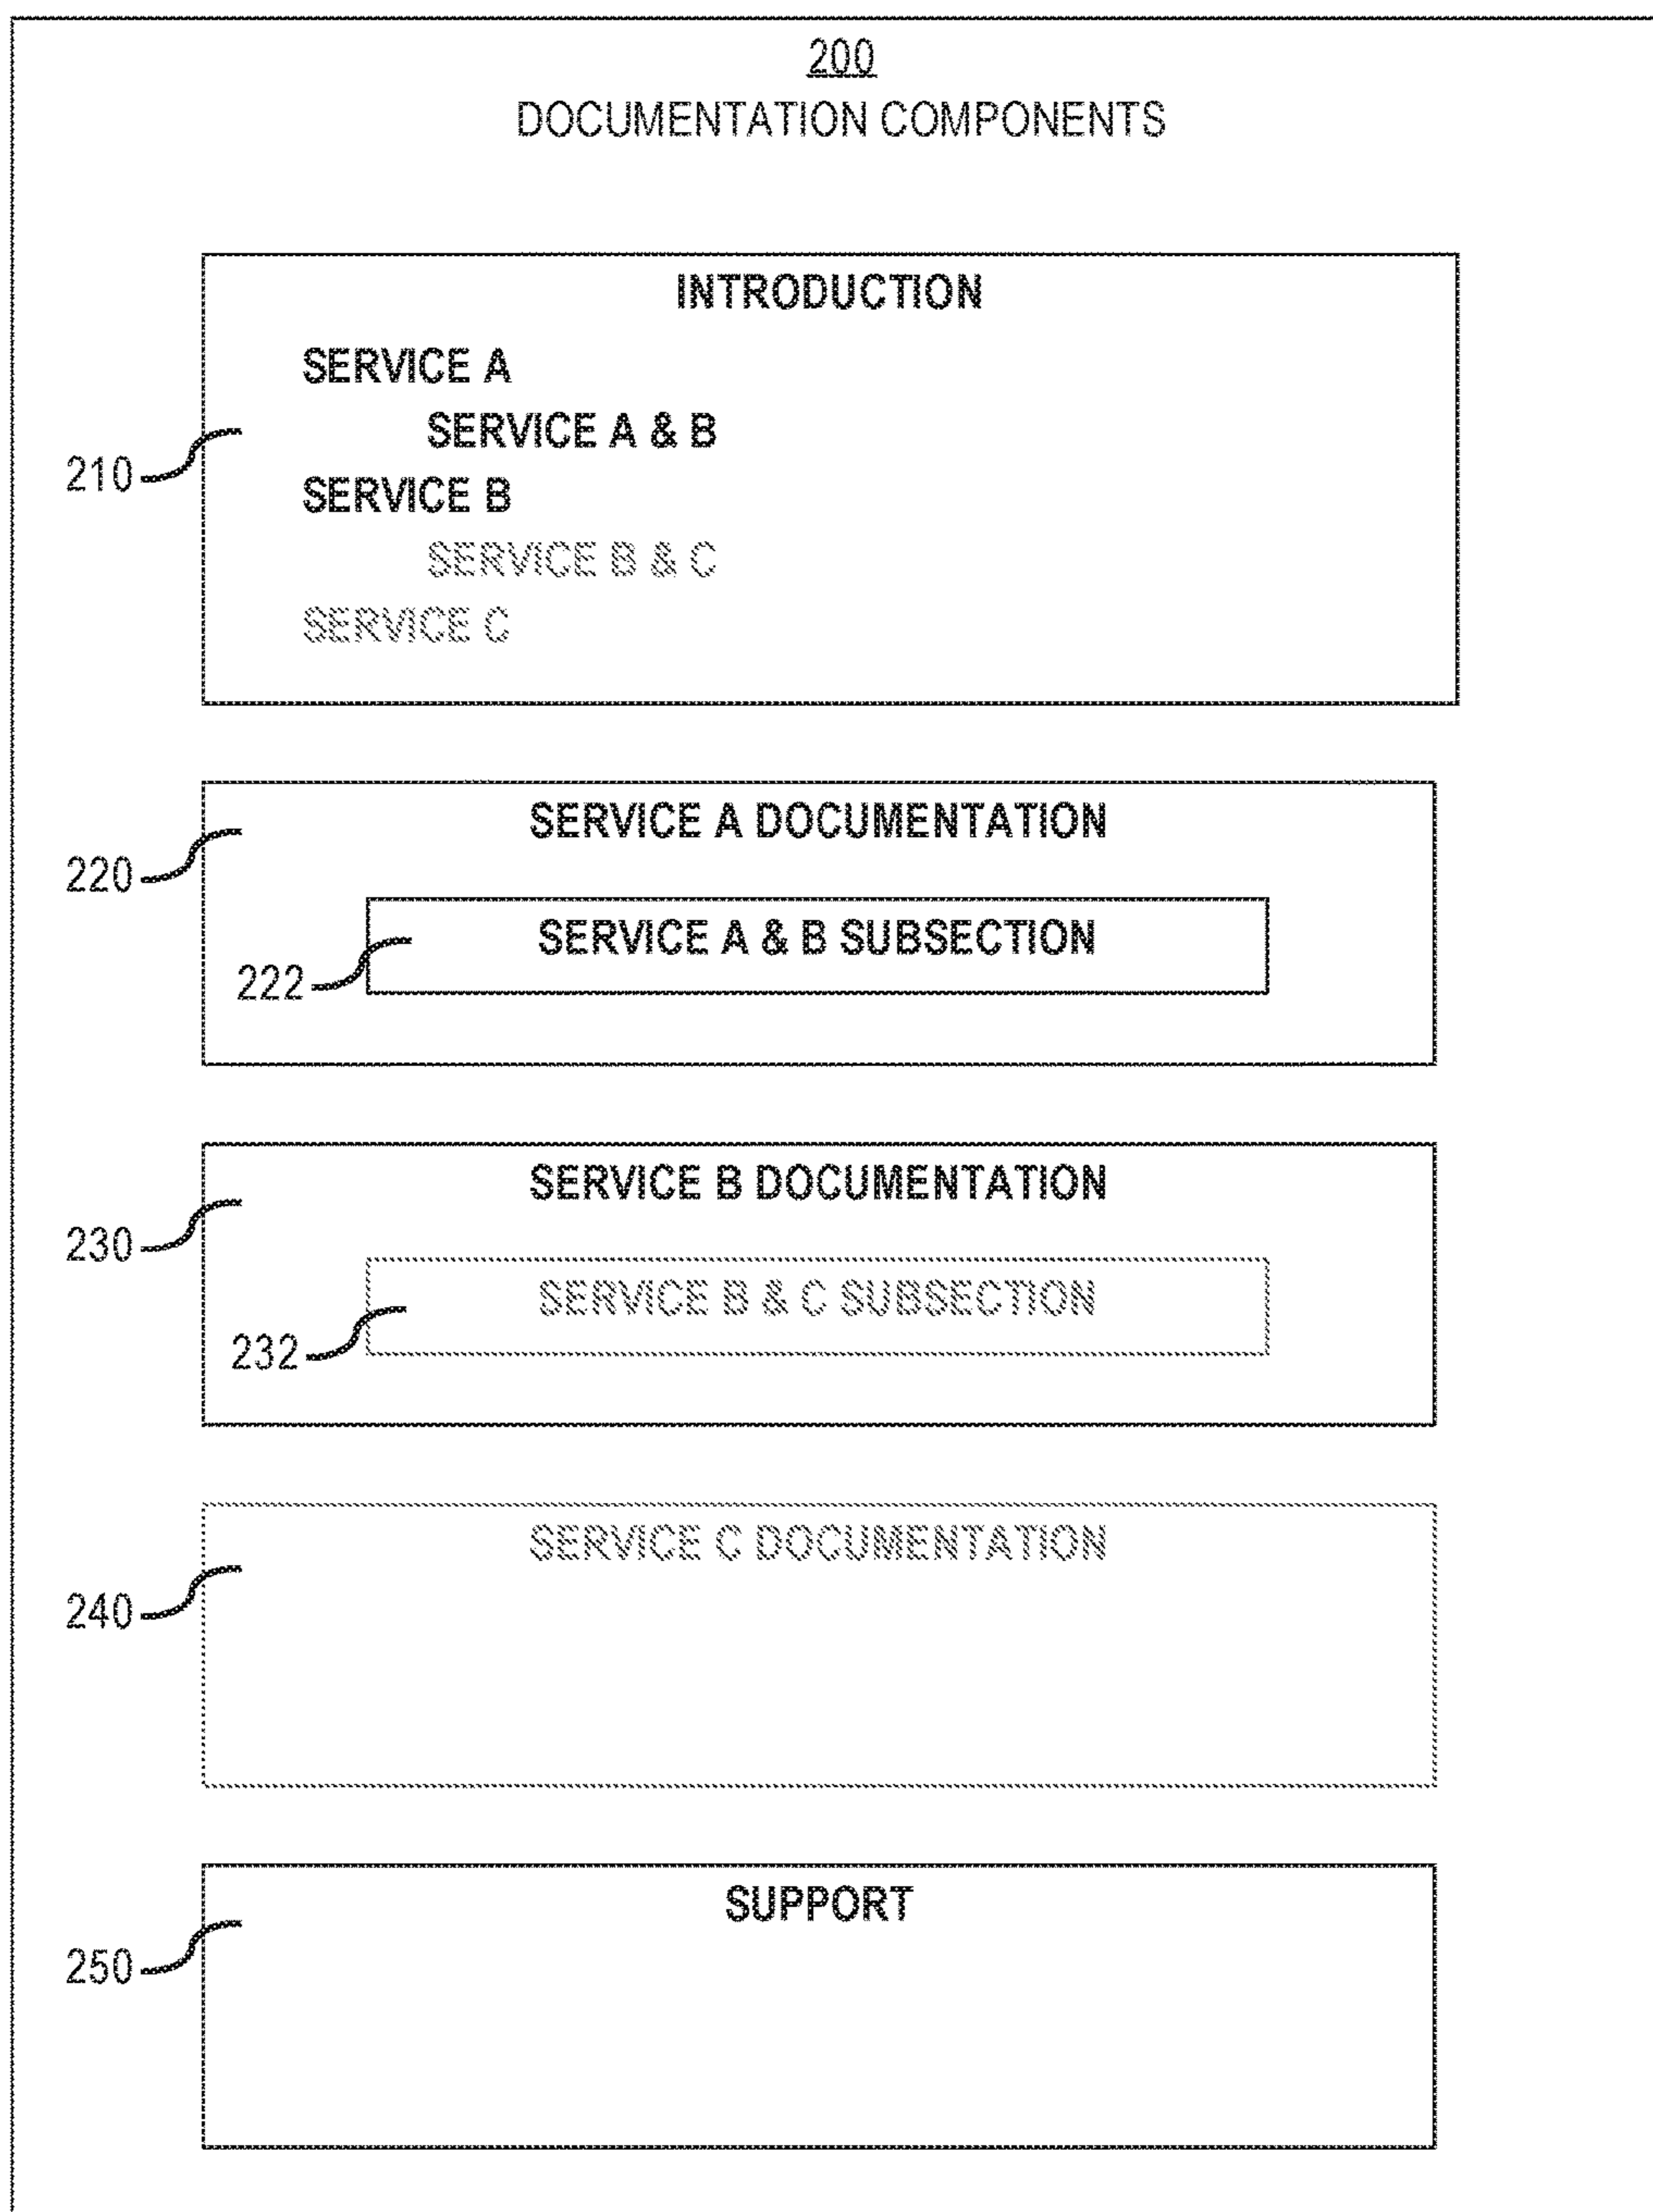 200
DOCUMENTATION COMPONENTS
INTRODUCTION
SERVICE A
SERVICE A & B
210
SERVICE B
SERVICE B & C
SERVICE C
SERVICE A DOCUMENTATION
220
SERVICE A & B SUBSECTION
222
SERVICE B DOCUMENTATION
230
SERVICE B & C SUBSECTION
232
SERVICE C DOCUMENTATION
240
SUPPORT
250